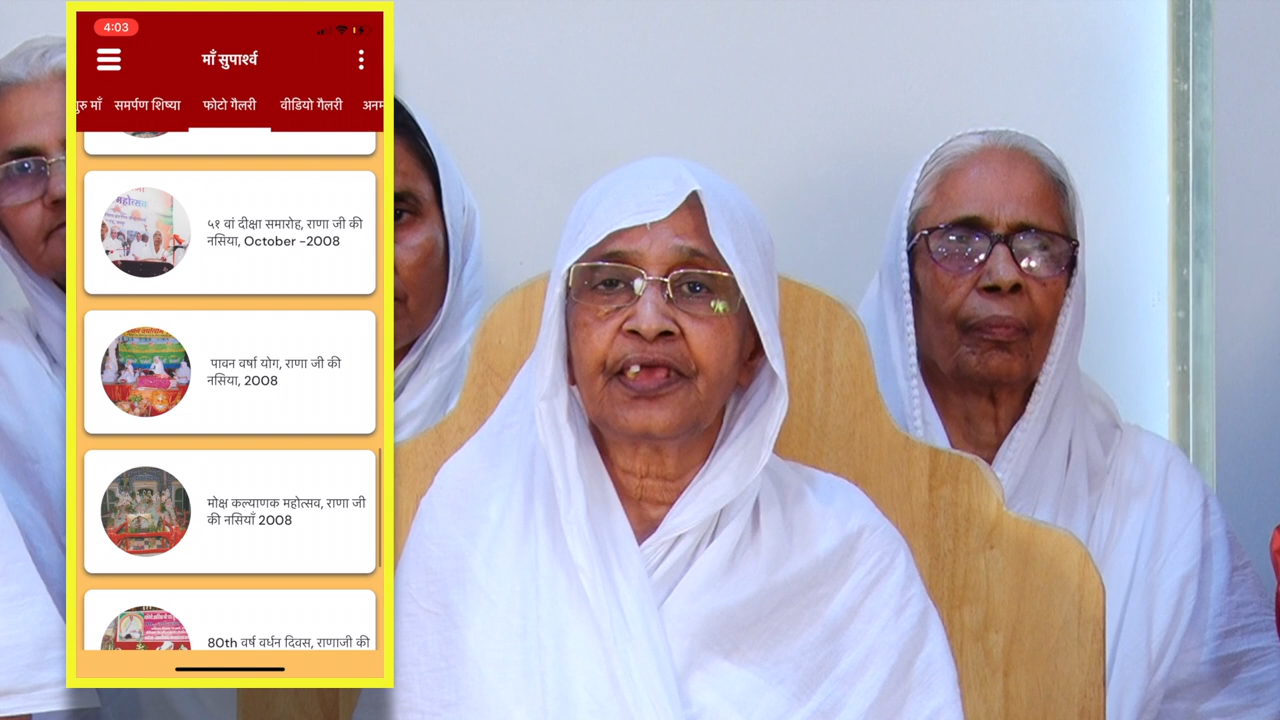 4:03
माँ सुपार्श्व
गुरु माँ समर्पण शिष्या फोटो गैलरी वीडियो गैलरी अनम
५१ वां दीक्षा समारोह, राणा जी की
नसिया, October -2008
पावन वर्षा योग, राणा जी की
नसिया, 2008
मोक्ष कल्याणक महोत्सव, राणा जी
की नसियाँ 2008
80th वर्ष वर्धन दिवस, राणाजी की